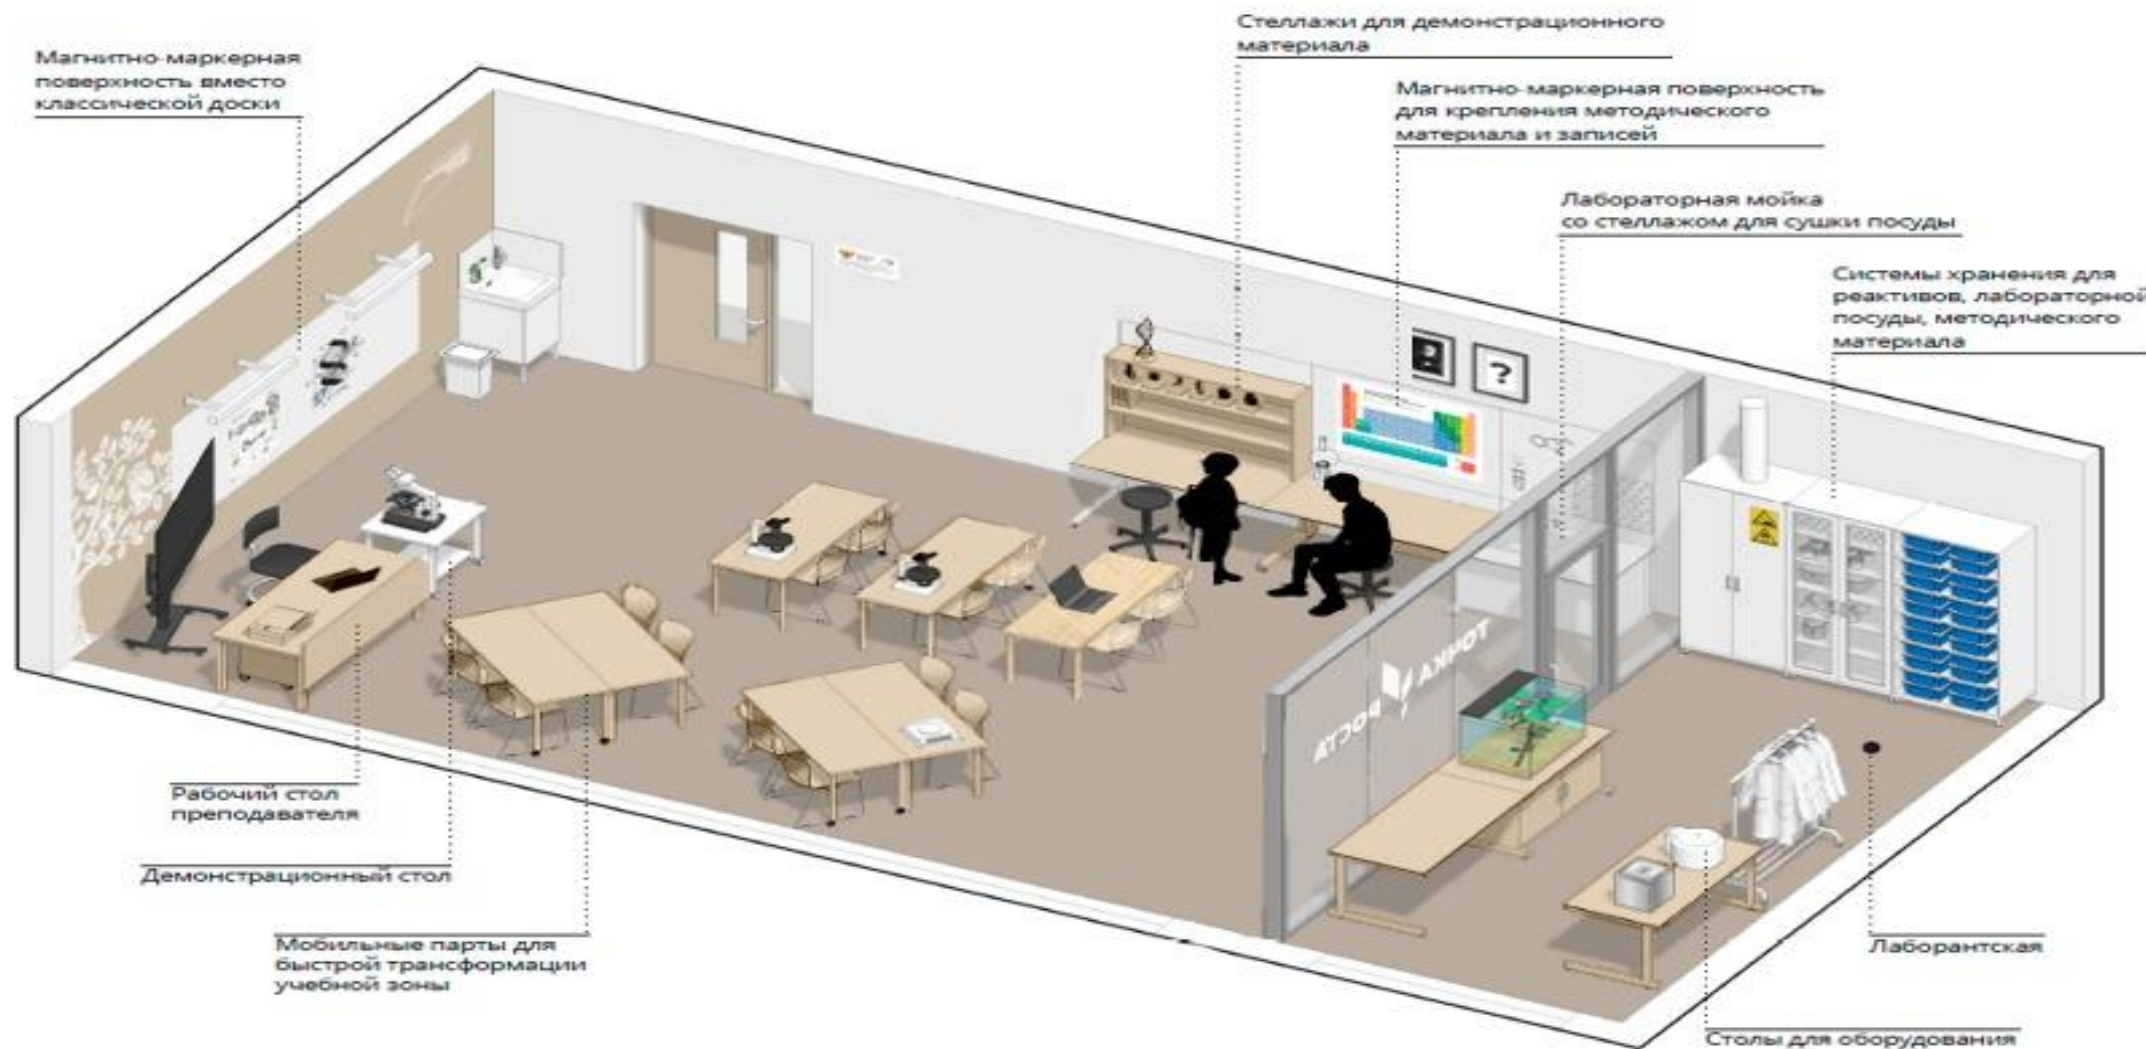 Магнитно-маркерная
поверхность вместо
классической доски
Стеллажи для демонстрационного
материала
Магнитно-маркерная поверхность
для крепления методического
материала и записей
Лабораторная мойка
со стеллажом для сушки посуды
Системы хранения для
реактивов, лабораторной
посуды, методического
материала
?
ТОЧКА РОСТА
Рабочий стол
преподавателя
Демонстрационный стол
Мобильные парты для
быстрой трансформации
учебной зоны
Лаборантская
Столы для оборудования